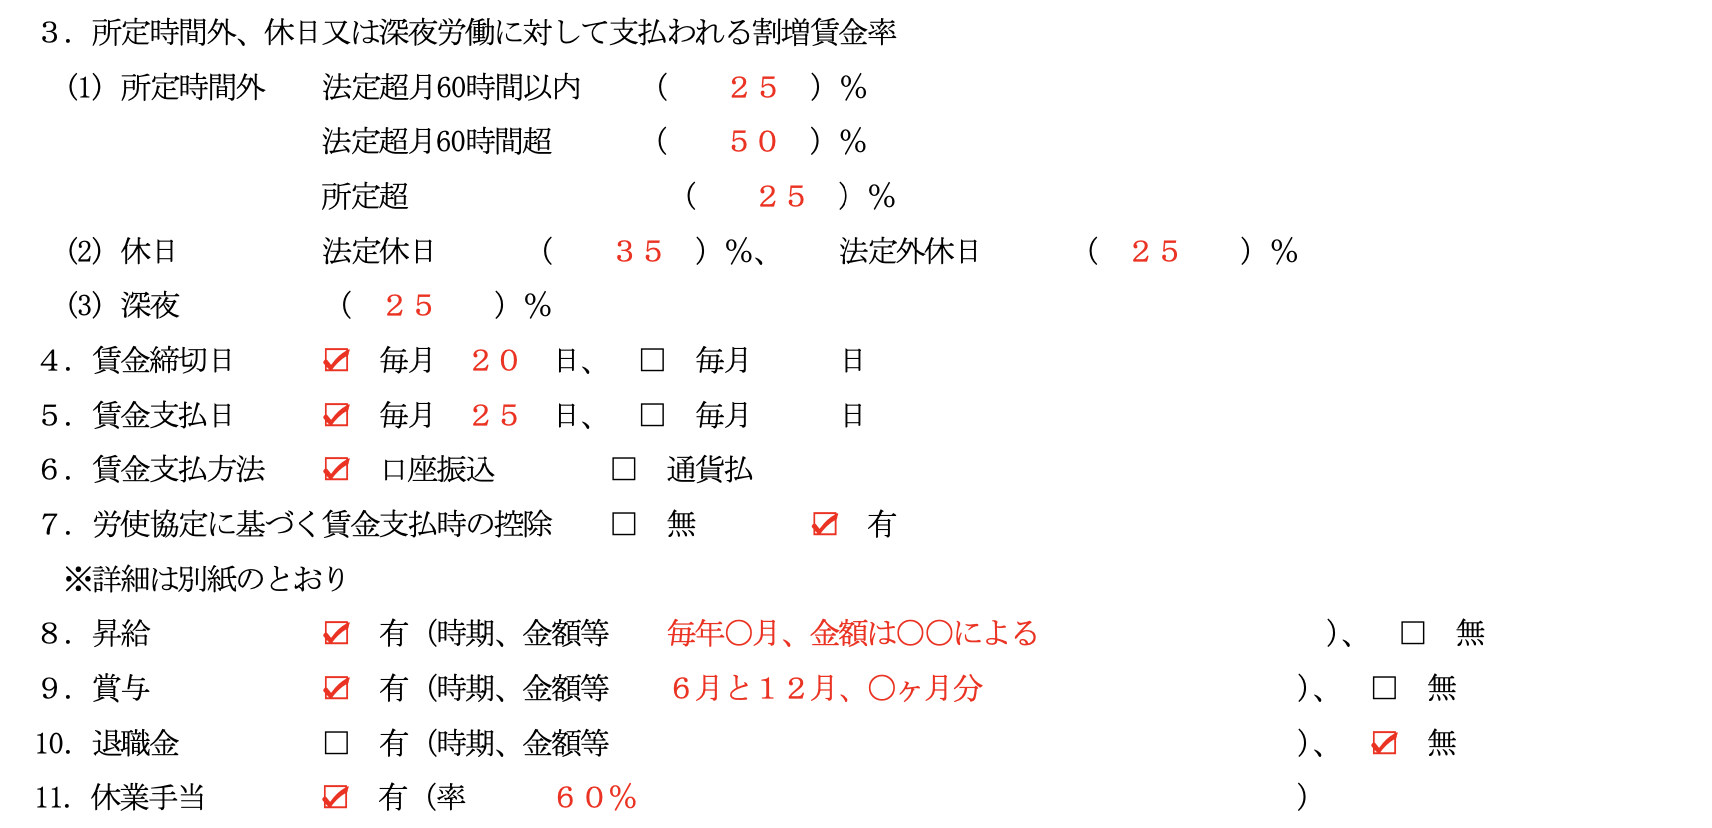 ３．所定時間外、休日又は深夜労働に対して支払われる割増賃金率
(1) 所定時間外　　法定超月60時間以内　　（　　２５　）％
法定超月60時間超　　　（　　５０　）％
所定超　　　　　　　　　（　　２５　）％
(2) 休日　　　　　法定休日　　　（　　３５　）％、　　法定外休日　　　（　２５　　）％
(3) 深夜　　　　　（　２５　　）％
４．賃金締切日　　　☑　毎月　２０　日、　□　毎月　　　日
５．賃金支払日　　　☑　毎月　２５　日、　□　毎月　　　日
６．賃金支払方法　　☑　口座振込　　　　□　通貨払
７．労使協定に基づく賃金支払時の控除　　□　無　　　　☑　有
※詳細は別紙のとおり
８．昇給　　　　　　☑　有（時期、金額等　　毎年〇月、金額は〇〇による　　　　　　　　　　）、　□　無
９．賞与　　　　　　☑　有（時期、金額等　　６月と１２月、〇ヶ月分　　　　　　　　　　　）、　□　無
10．退職金　　　　　□　有（時期、金額等　　　　　　　　　　　　　　　　　　　　　　　　）、　☑　無
11．休業手当　　　　☑　有（率　　　６０％　　　　　　　　　　　　　　　　　　　　　　　）